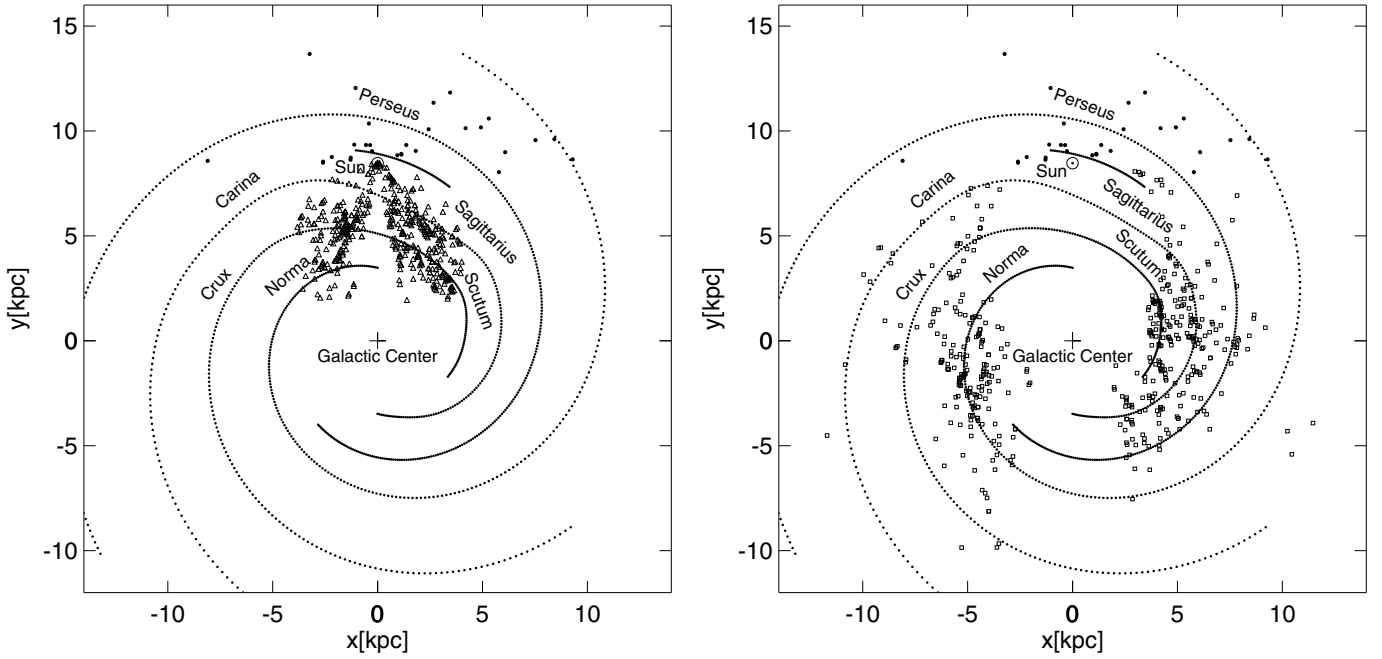 15
10
5
0
-5
-10
y[kpc]
-10
-5
0
5
10
x[kpc]
Perseus
Sun
Carina
Sagittarius
Crux
Norma
Scutum
Galactic Center
15
10
5
0
-5
-10
y[kpc]
-10
-5
0
5
10
x[kpc]
Perseus
Sun
Carina
Sagittarius
Scutum
Norma
Crux
Galactic Center